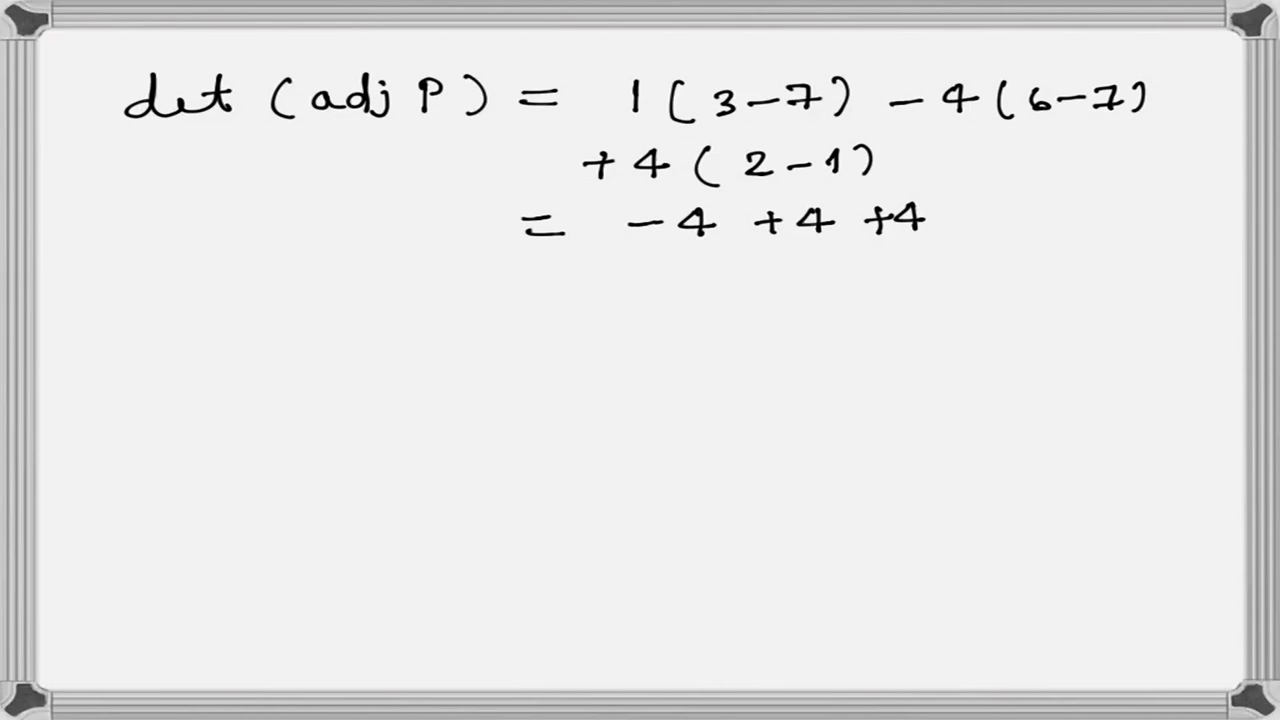 det (adj P) = 1 (3-7) - 4 (6-7)
+ 4 (2-1)
= -4 +4 +4